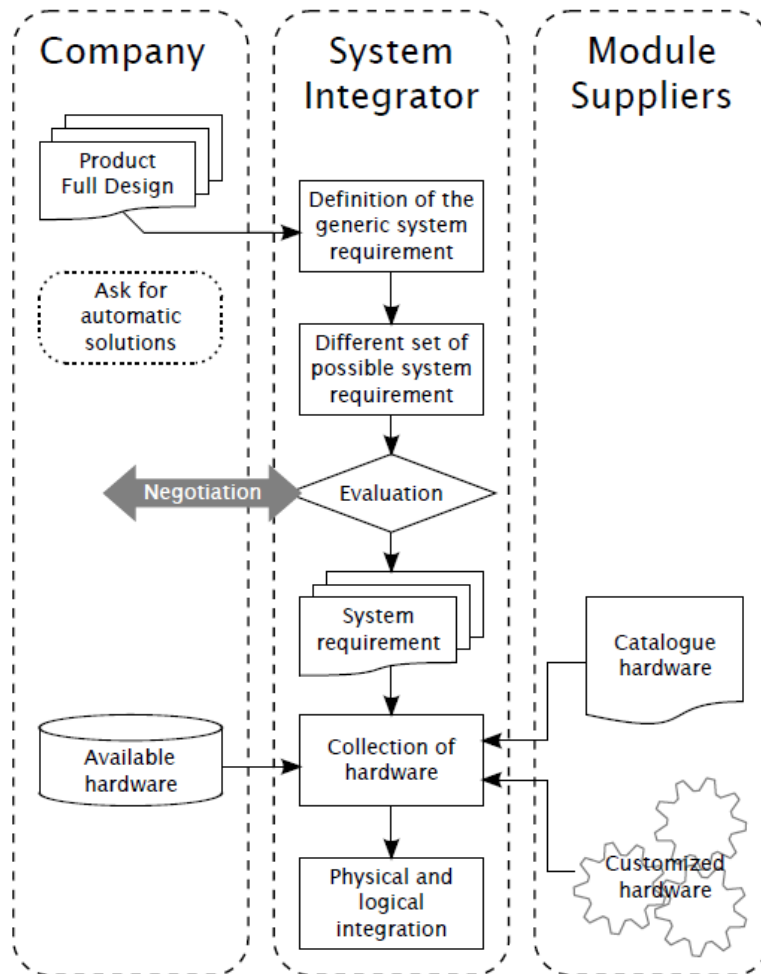 Company
System
Integrator
Module
Suppliers
Product
Full Design
Definition of the
generic system
requirement
Ask for
automatic
solutions
Different set of
possible system
requirement
Negotiation
Evaluation
System
requirement
Catalogue
hardware
Available
hardware
Collection of
hardware
Customized
hardware
Physical and
logical
integration